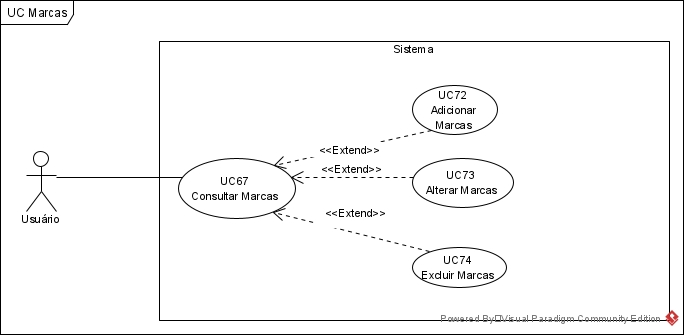 UC Marcas
Sistema
UC72
Adicionar
Marcas
<<Extend>>
<<Extend>>
UC73
Alterar Marcas
UC67
Consultar Marcas
Usuário
<<Extend>>
UC74
Excluir Marcas
Powered By Visual Paradigm Community Edition